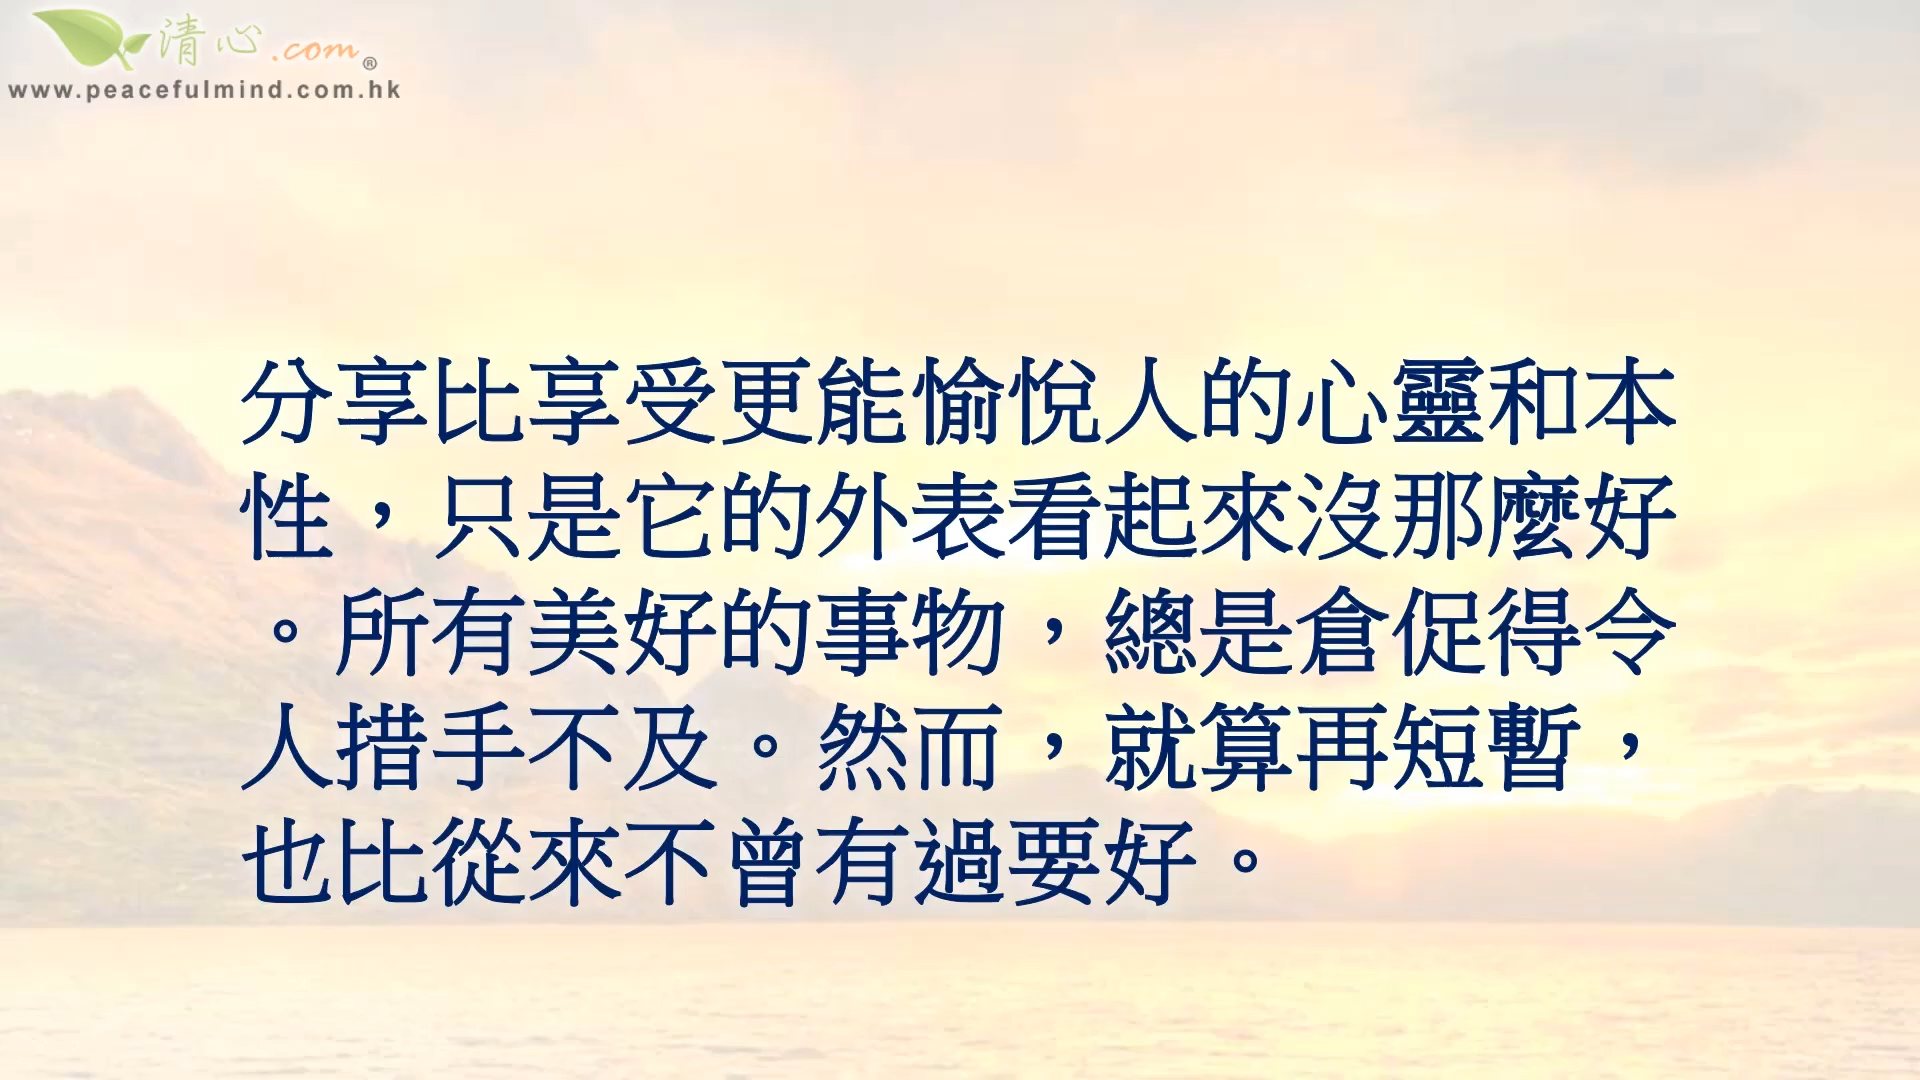 清心.com®
www.peacefulmind.com.hk
分享比享受更能愉悅人的心靈和本
性，只是它的外表看起來沒那麼好
。所有美好的事物，總是倉促得令
人措手不及。然而，就算再短暫，
也比從來不曾有過要好。